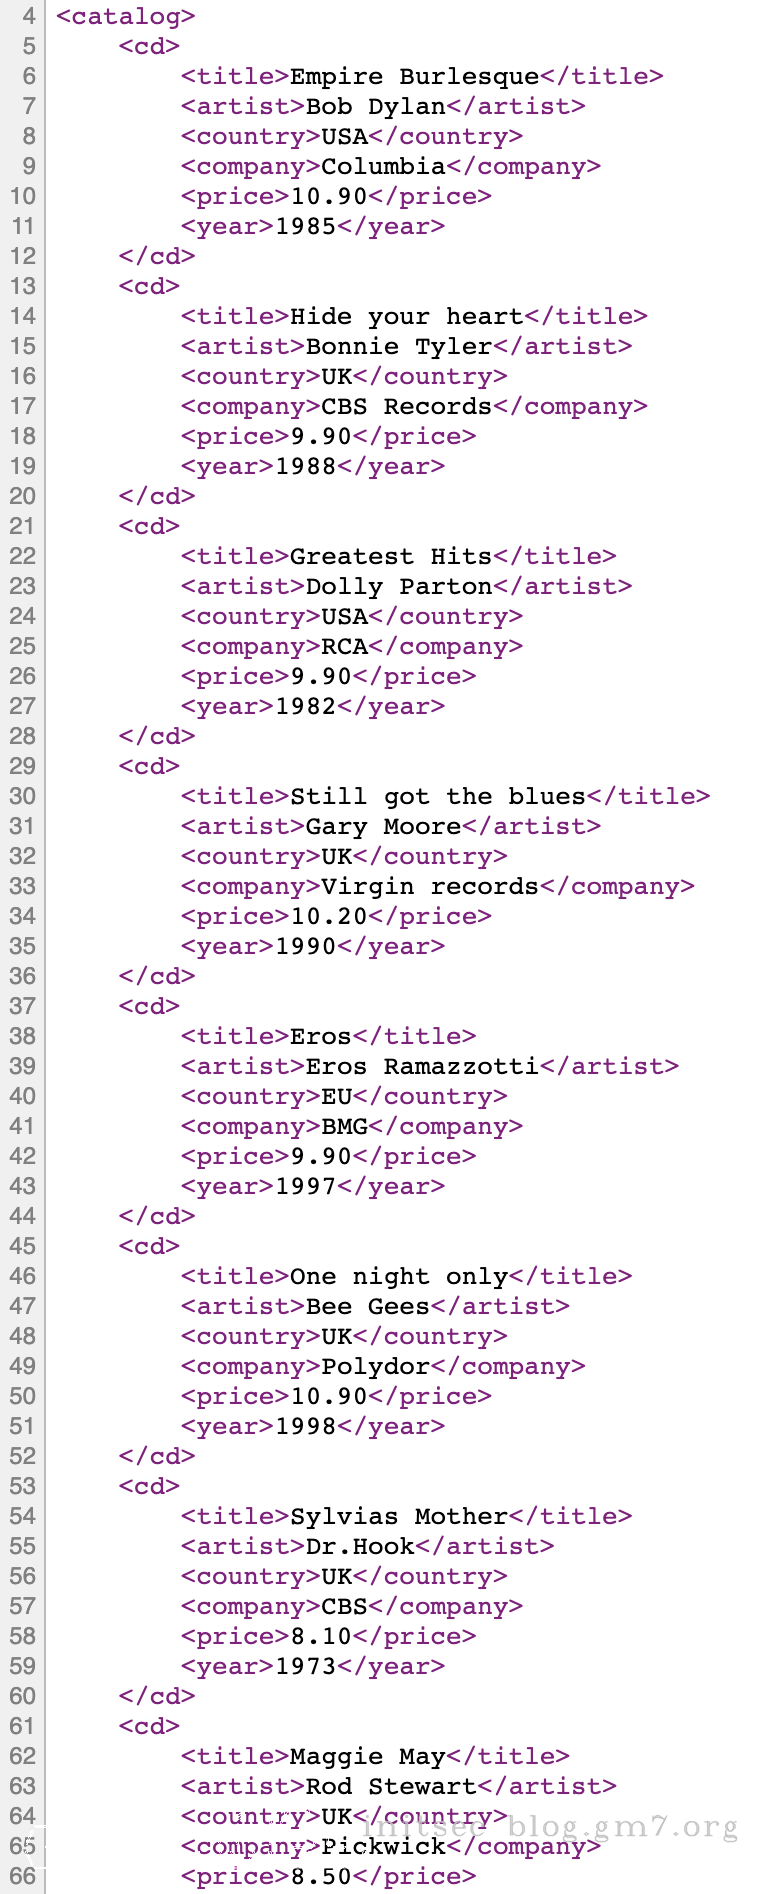 4 <catalog>
5 <cd>
6 <title>Empire Burlesque</title>
7 <artist>Bob Dylan</artist>
8 <country>USA</country>
9 <company>Columbia</company>
10 <price>10.90</price>
11 <year>1985</year>
12 </cd>
13 <cd>
14 <title>Hide your heart</title>
15 <artist>Bonnie Tyler</artist>
16 <country>UK</country>
17 <company>CBS Records</company>
18 <price>9.90</price>
19 <year>1988</year>
20 </cd>
21 <cd>
22 <title>Greatest Hits</title>
23 <artist>Dolly Parton</artist>
24 <country>USA</country>
25 <company>RCA</company>
26 <price>9.90</price>
27 <year>1982</year>
28 </cd>
29 <cd>
30 <title>Still got the blues</title>
31 <artist>Gary Moore</artist>
32 <country>UK</country>
33 <company>Virgin records</company>
34 <price>10.20</price>
35 <year>1990</year>
36 </cd>
37 <cd>
38 <title>Eros</title>
39 <artist>Eros Ramazzotti</artist>
40 <country>EU</country>
41 <company>BMG</company>
42 <price>9.90</price>
43 <year>1997</year>
44 </cd>
45 <cd>
46 <title>One night only</title>
47 <artist>Bee Gees</artist>
48 <country>UK</country>
49 <company>Polydor</company>
50 <price>10.90</price>
51 <year>1998</year>
52 </cd>
53 <cd>
54 <title>Sylvias Mother</title>
55 <artist>Dr.Hook</artist>
56 <country>UK</country>
57 <company>CBS</company>
58 <price>8.10</price>
59 <year>1973</year>
60 </cd>
61 <cd>
62 <title>Maggie May</title>
63 <artist>Rod Stewart</artist>
64 <country>UK</country>
initsec blog.gm7.org
65 <company>Pickwick</company>
66 <price>8.50</price>